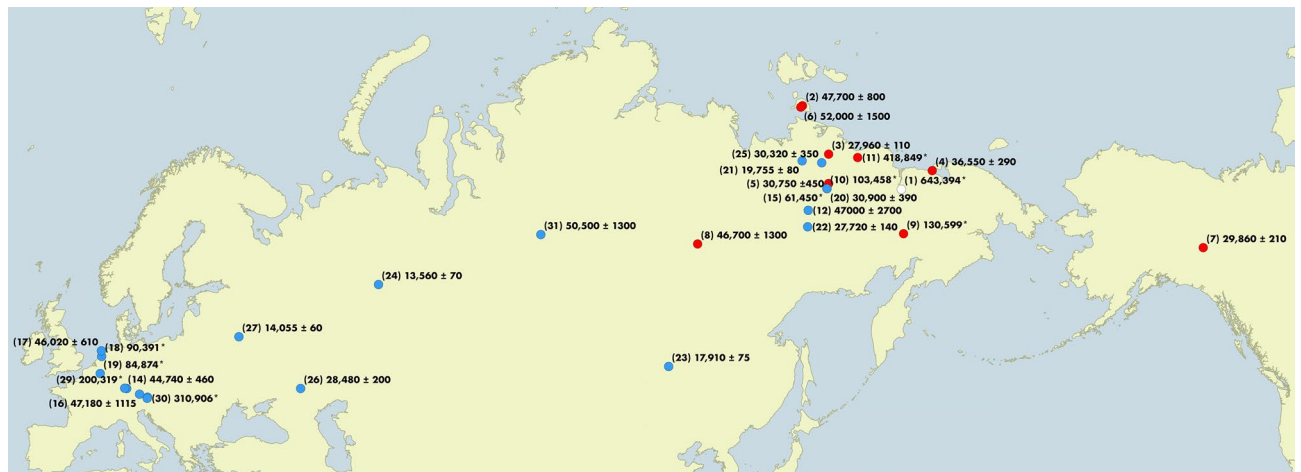 (2) 47,700 ± 800
(6) 52,000 ± 1500
(3) 27,960 ± 110
(25) 30,320 ± 350
(11) 418,849*
(4) 36,550 ± 290
(21) 19,755 ± 80
(5) 30,750 ±450
(10) 103,458*
(1) 643,394*
(15) 61,450*
(20) 30,900 ± 390
(12) 47000 ± 2700
(31) 50,500 ± 1300
(22) 27,720 ± 140
(9) 130,599*
(8) 46,700 ± 1300
(7) 29,860 ± 210
(24) 13,560 ± 70
(27) 14,055 ± 60
(17) 46,020 ± 610
(18) 90,391*
(19) 84,874*
(23) 17,910 ± 75
(29) 200,319*
(14) 44,740 ± 460
(26) 28,480 ± 200
(16) 47,180 ± 1115
(30) 310,906*